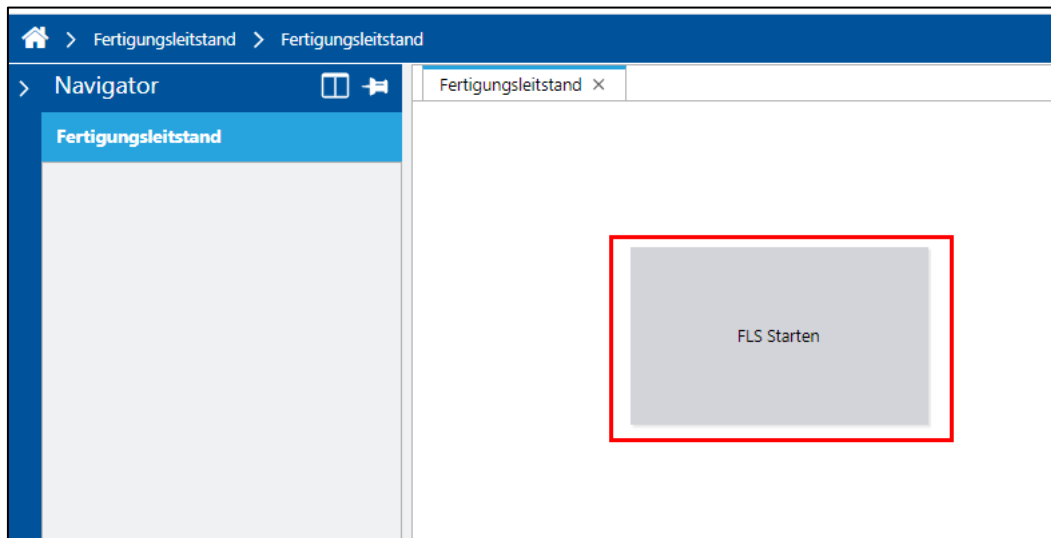 Fertigungsleitstand > Fertigungsleitstand
Navigator
Fertigungsleitstand ×
Fertigungsleitstand
FLS Starten